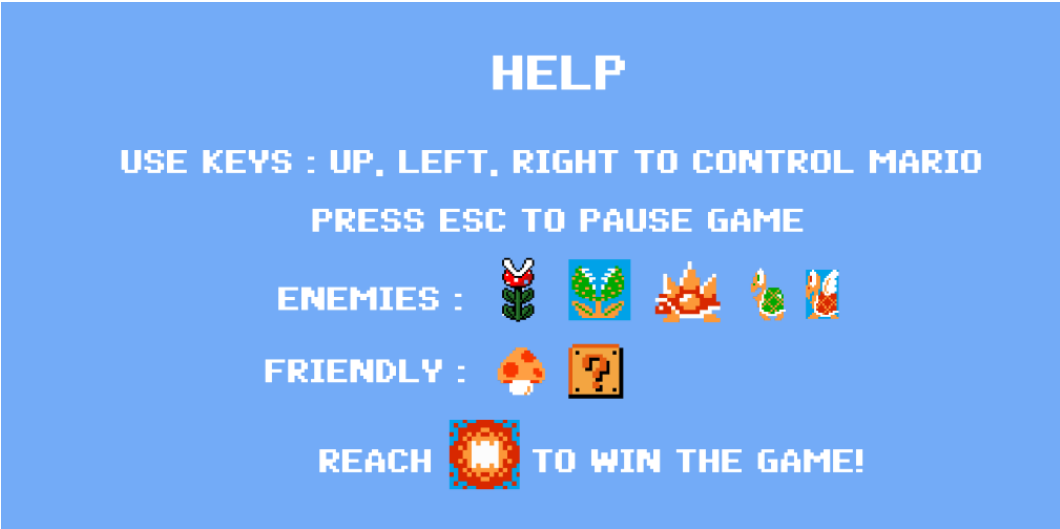 HELP
USE KEYS : UP, LEFT, RIGHT TO CONTROL MARIO
PRESS ESC TO PAUSE GAME
ENEMIES :
FRIENDLY : ?
REACH TO WIN THE GAME!